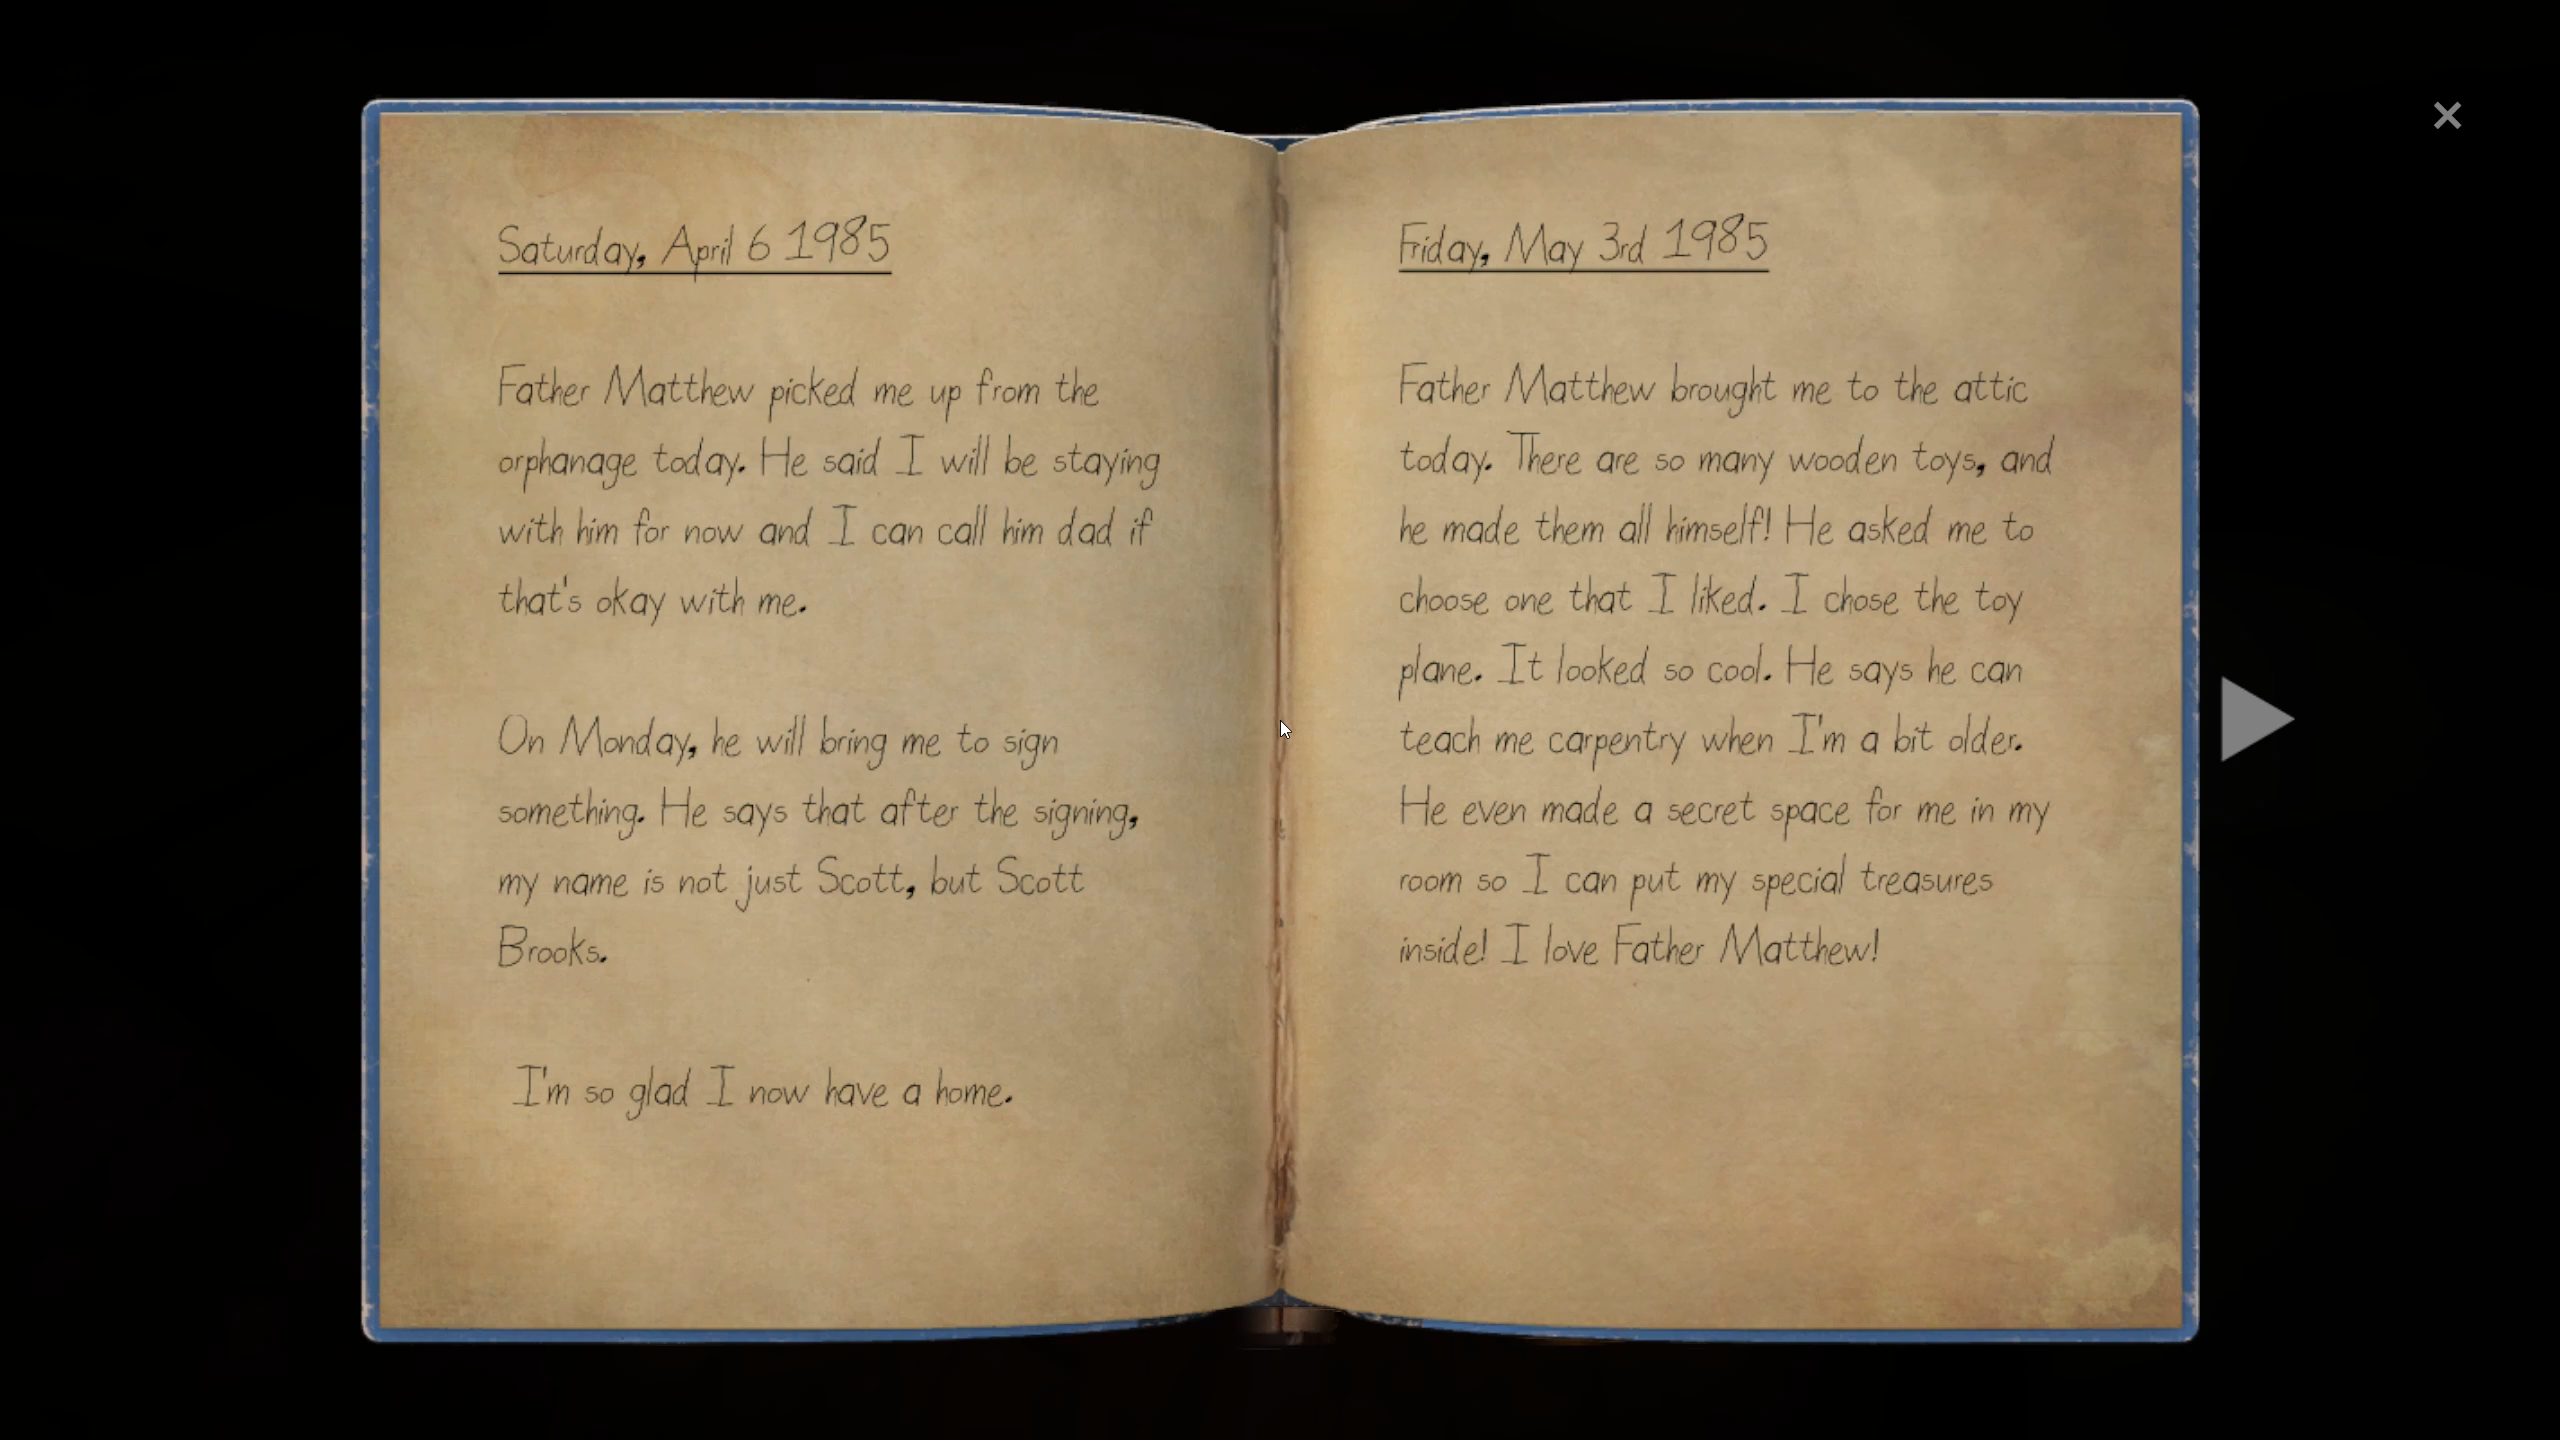 Saturday, April 6 1985
Father Matthew picked me up from the
orphanage today. He said I will be staying
with him for now and I can call him dad if
that's okay with me.
On Monday, he will bring me to sign
something. He says that after the signing,
my name is not just Scott, but Scott
Brooks.
I'm so glad I now have a home.
Friday, May 3rd 1985
Father Matthew brought me to the attic
today. There are so many wooden toys, and
he made them all himself! He asked me to
choose one that I liked. I chose the toy
plane. It looked so cool. He says he can
teach me carpentry when I'm a bit older.
He even made a secret space for me in my
room so I can put my special treasures
inside! I love Father Matthew!